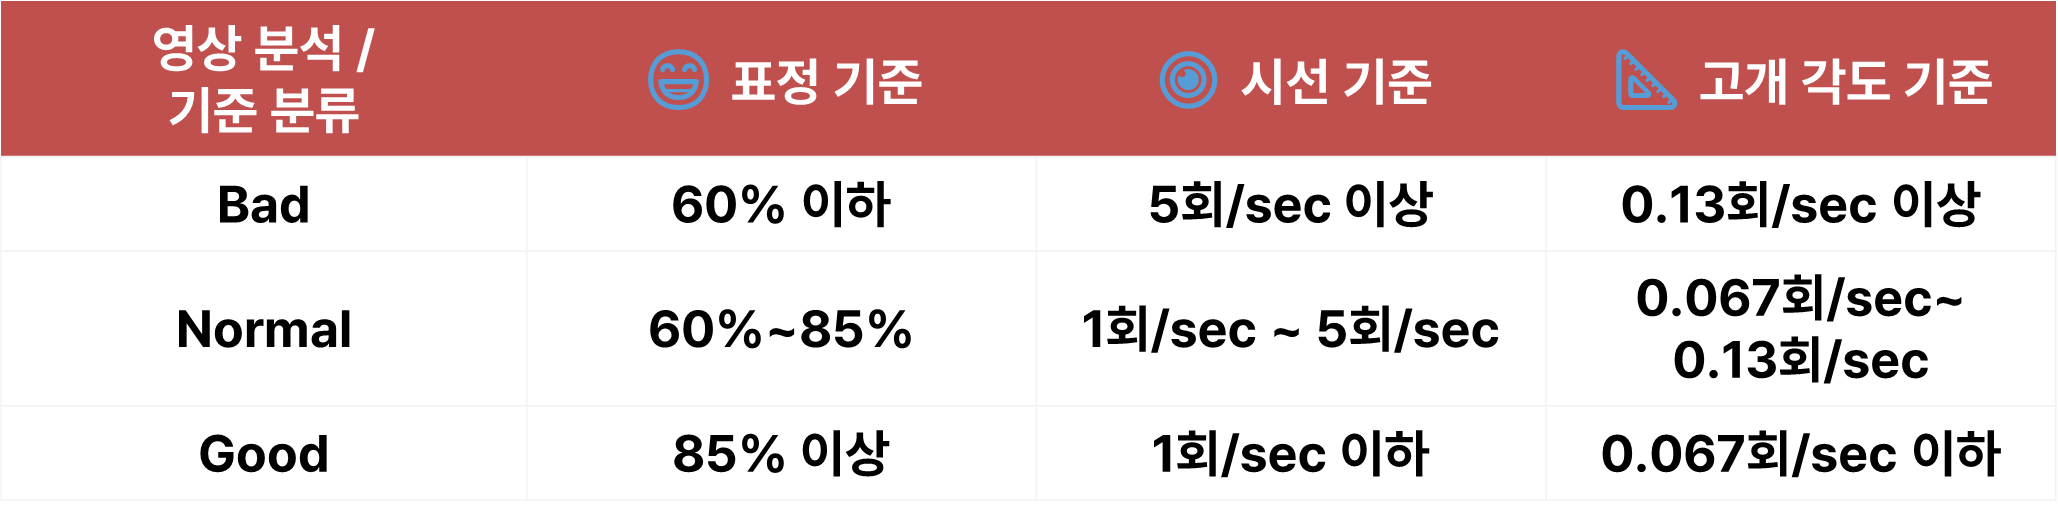 영상 분석 /
기준 분류
표정 기준
시선 기준
고개 각도 기준
Bad
60% 이하
5회/sec 이상
0.13회/sec 이상
Normal
60%~85%
1회/sec ~ 5회/sec
0.067회/sec~
0.13회/sec
Good
85% 이상
1회/sec 이하
0.067회/sec 이하